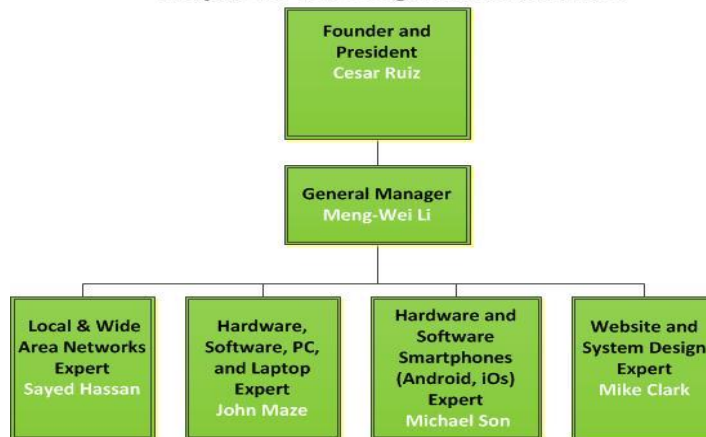 Founder and
President
Cesar Ruiz
General Manager
Meng-Wei Li
Local & Wide
Area Networks
Expert
Sayed Hassan
Hardware,
Software, PC,
and Laptop
Expert
John Maze
Hardware and
Software
Smartphones
(Android, iOs)
Expert
Michael Son
Website and
System Design
Expert
Mike Clark